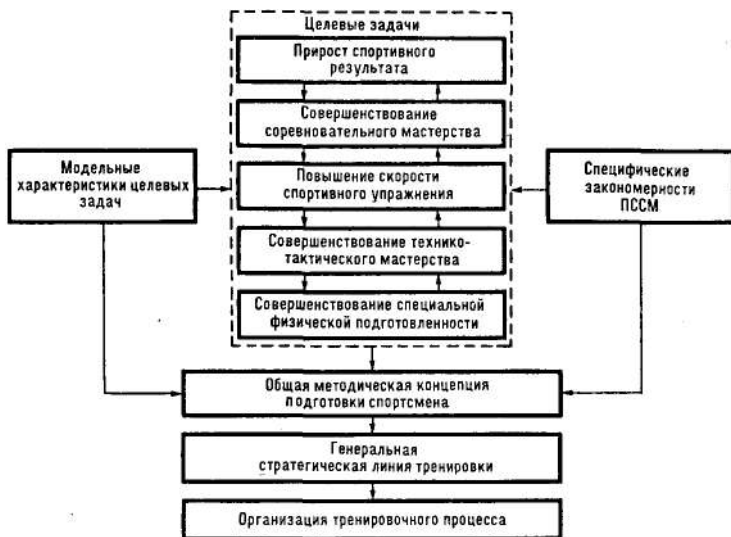 Целевые задачи
Прирост спортивного
результата
Совершенствование
соревновательного мастерства
Модельные
характеристики целевых
задач
Повышение скорости
спортивного упражнения
Специфические
закономерности
ПССМ
Совершенствование технико-
тактического мастерства
Совершенствование специальной
физической подготовленности
Общая методическая концепция
подготовки спортсмена
Генеральная
стратегическая линия тренировки
Организация тренировочного процесса